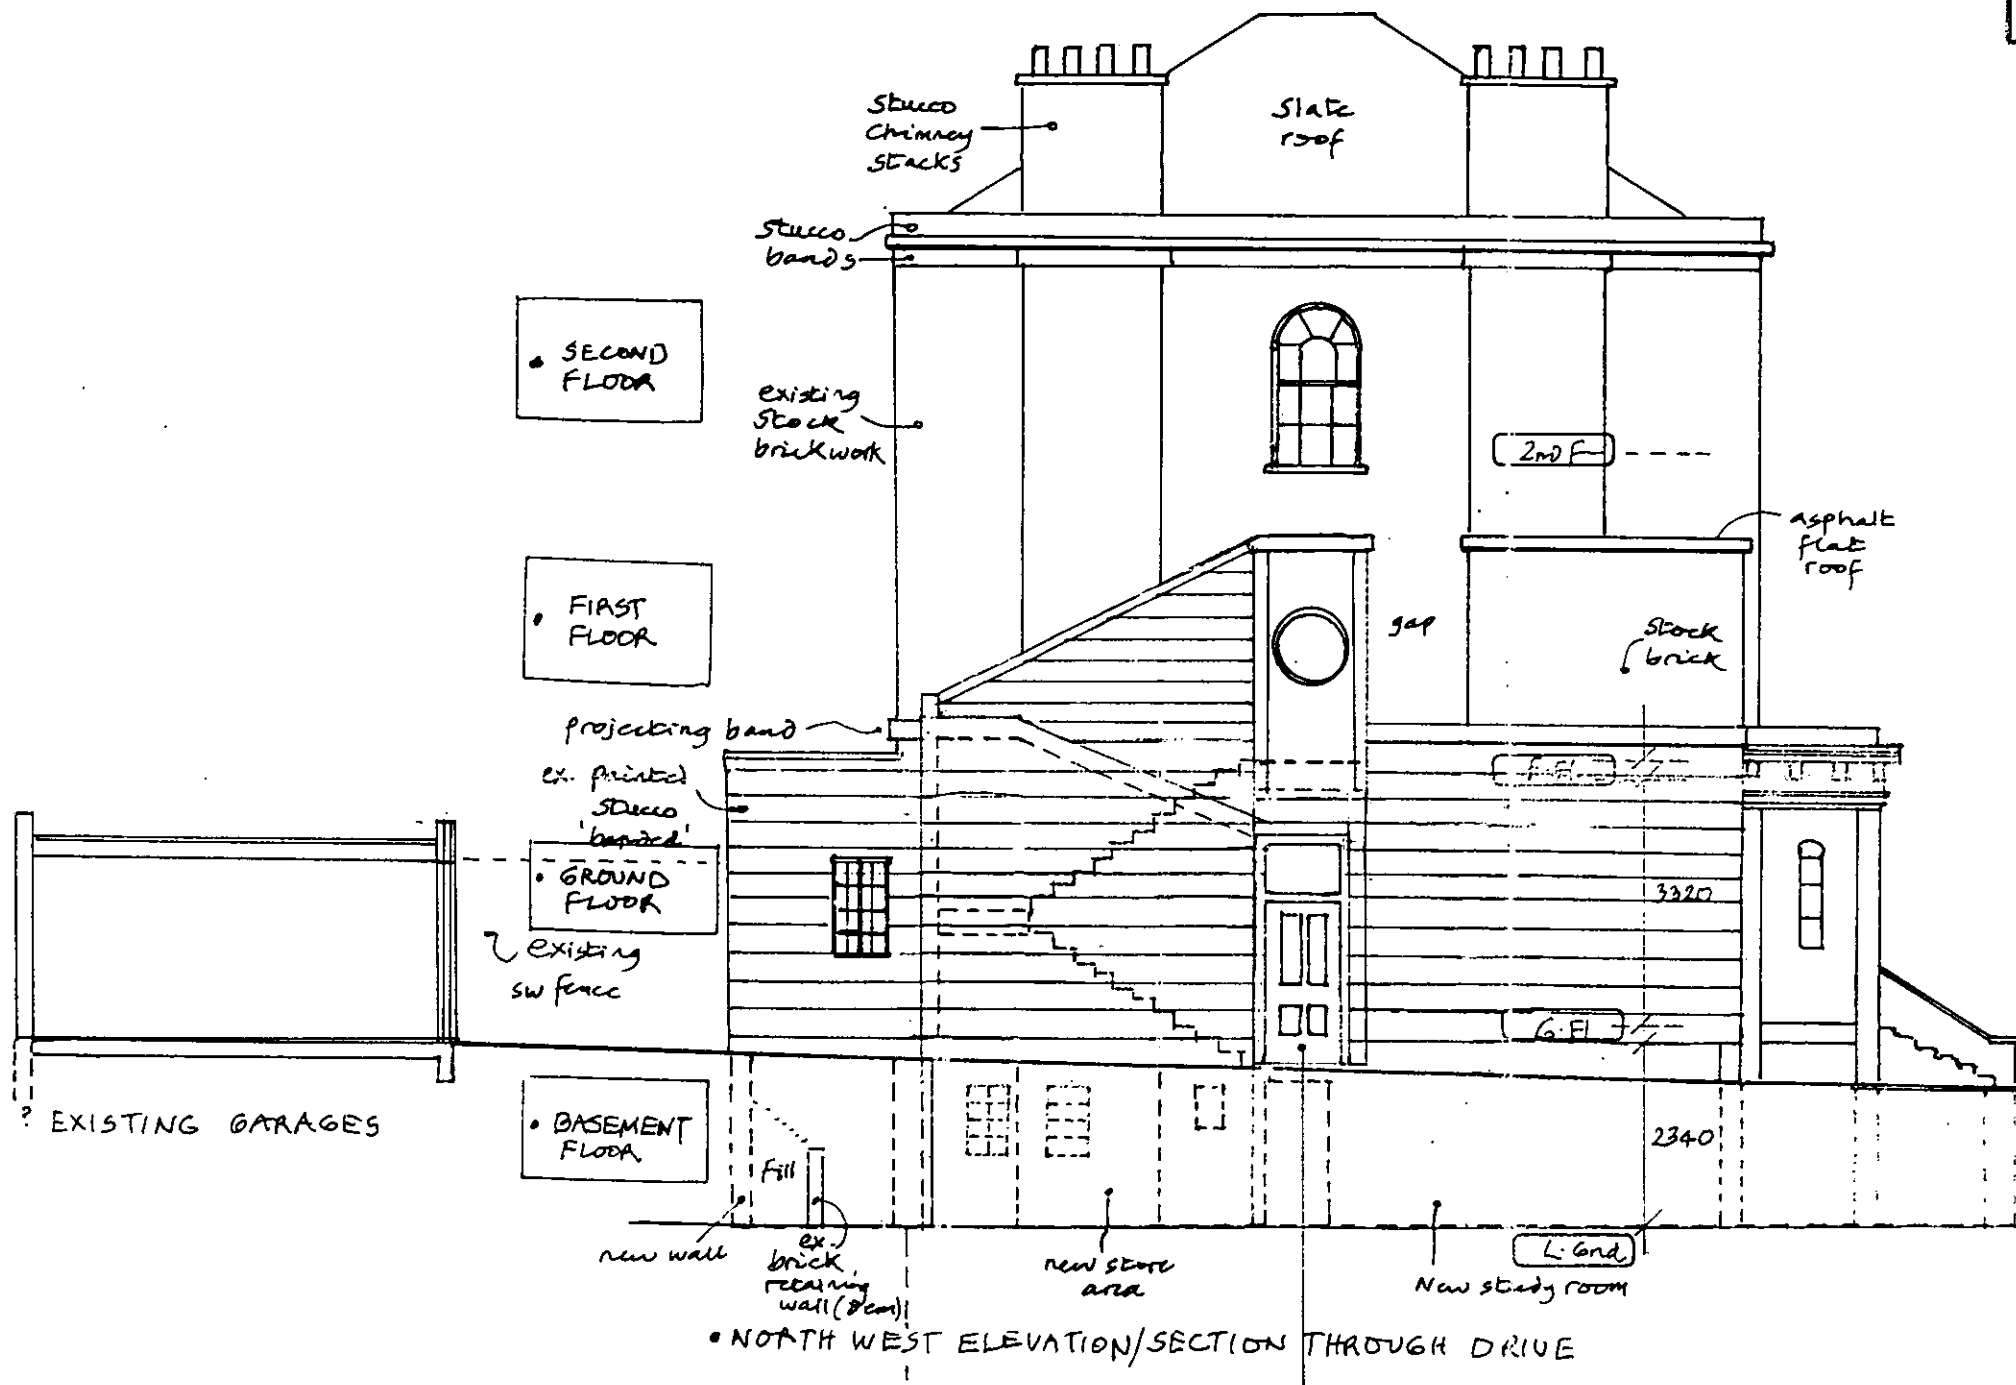 Stucco
Chimney
Stacks
Slate
roof
Stucco
bands
• SECOND
FLOOR
existing
Stock
brickwork
2nd F
asphalt
flat
roof
• FIRST
FLOOR
gap
Stock
brick
projecting band
ex. painted
stucco
'banded'
F.Fl
• GROUND
FLOOR
3320
existing
sw fence
G.Fl
? EXISTING GARAGES
• BASEMENT
FLOOR
Fill
2340
new wall
ex.
brick
retaining
wall
new store
area
L.Gnd
New study room
• NORTH WEST ELEVATION/SECTION THROUGH DRIVE